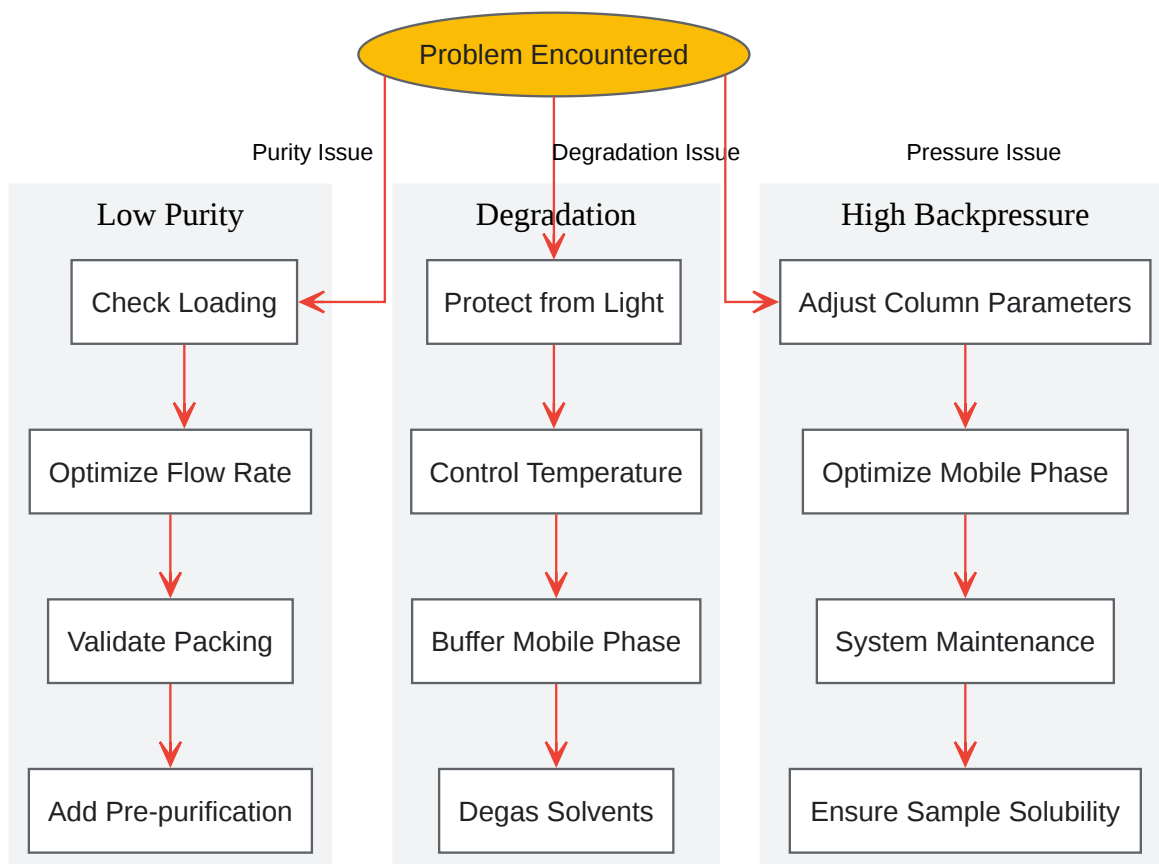 Problem Encountered
Purity Issue
Degradation Issue
Pressure Issue
Low Purity
Degradation
High Backpressure
Check Loading
Protect from Light
Adjust Column Parameters
Optimize Flow Rate
Control Temperature
Optimize Mobile Phase
Validate Packing
Buffer Mobile Phase
System Maintenance
Add Pre-purification
Degas Solvents
Ensure Sample Solubility